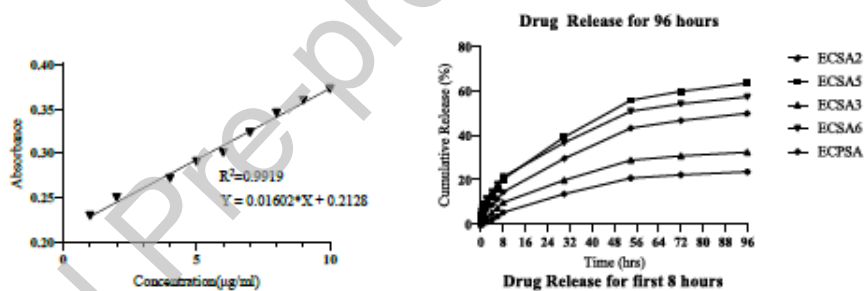 Pre-pr
0.40
0.35
0.30
0.25
0.20
Absorbance
0 5 10
Concentration(µg/ml)
R²=0.9919
Y = 0.01602*X + 0.2128
Drug Release for 96 hours
80
60
40
20
0
Cumulative Release (%)
0 8 16 24 32 40 48 56 64 72 80 88 96
Time (hrs)
ECSA2
ECSA5
ECSA3
ECSA6
ECPSA
Drug Release for first 8 hours